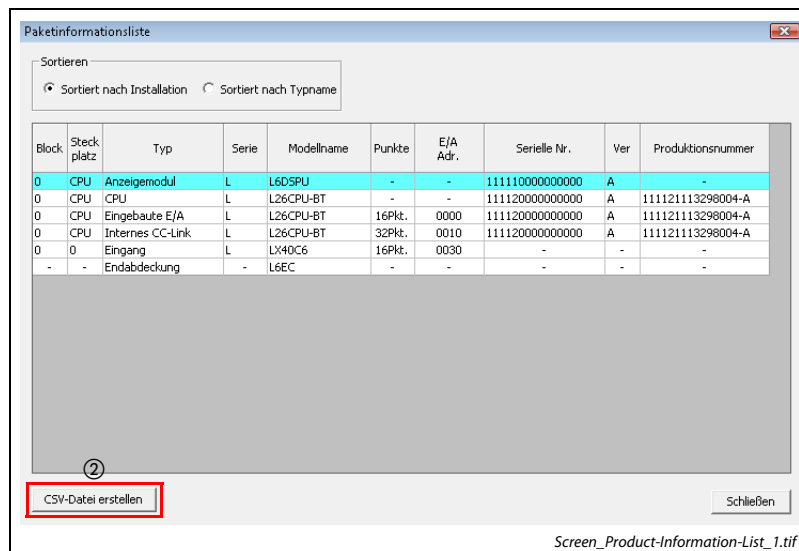 Paketinformationsliste
Sortieren
Sortiert nach Installation Sortiert nach Typname
Block Steck platz Typ Serie Modellname Punkte E/A Adr. Serielle Nr. Ver Produktionsnummer
0 CPU Anzeigemodul L L6DSPU - - 111110000000000 A -
0 CPU CPU L L26CPU-BT - - 111120000000000 A 111121113298004-A
0 CPU Eingebaute E/A L L26CPU-BT 16Pkt. 0000 111120000000000 A 111121113298004-A
0 CPU Internes CC-Link L L26CPU-BT 32Pkt. 0010 111120000000000 A 111121113298004-A
0 0 Eingang L LX40C6 16Pkt. 0030 - - -
- - Endabdeckung - L6EC - - - - -
②
CSV-Datei erstellen Schließen
Screen_Product-Information-List_1.tif